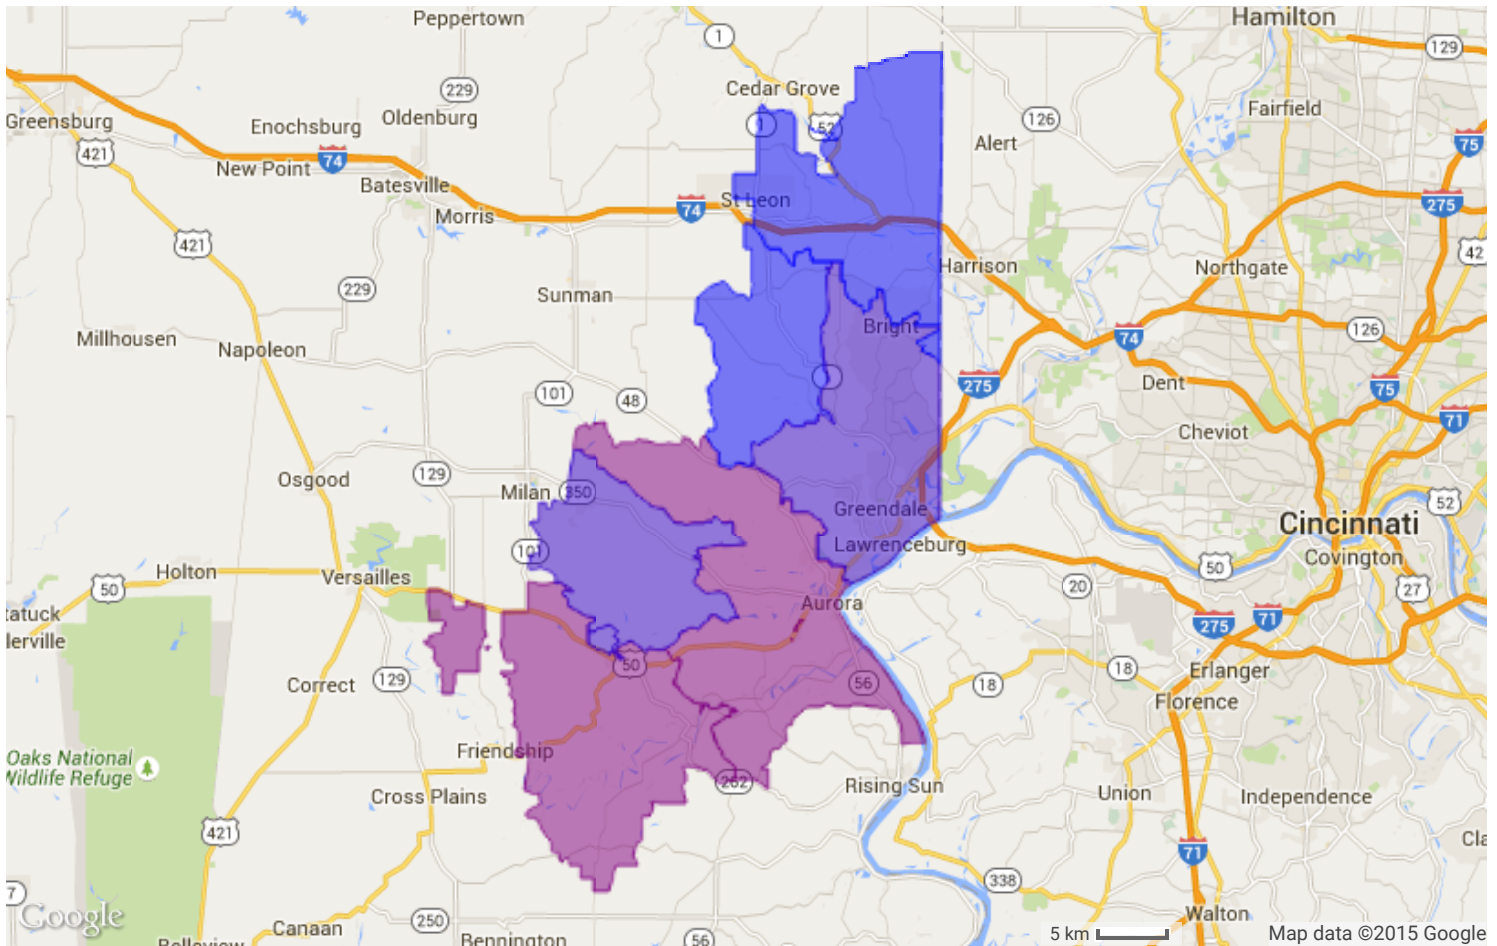 Peppertown
Hamilton
1
129
Cedar Grove
229
Fairfield
Greensburg
Enochsburg
Oldenburg
1
52
126
Alert
75
421
New Point
74
Batesville
St Leon
275
Morris
74
421
42
Harrison
Northgate
229
Sunman
Bright
126
Millhousen
Napoleon
74
275
Dent
75
101
48
1
71
Cheviot
Osgood
129
Milan
350
52
Greendale
Cincinnati
101
Lawrenceburg
Covington
Holton
Versailles
50
50
20
27
Aurora
275
71
50
18
Erlanger
Correct
129
56
18
Florence
Friendship
Oaks National
Wildlife Refuge
262
Rising Sun
Cross Plains
Union
Independence
421
71
338
7
Google
250
Walton
Canaan
Bennington
56
5 km
Map data ©2015 Google